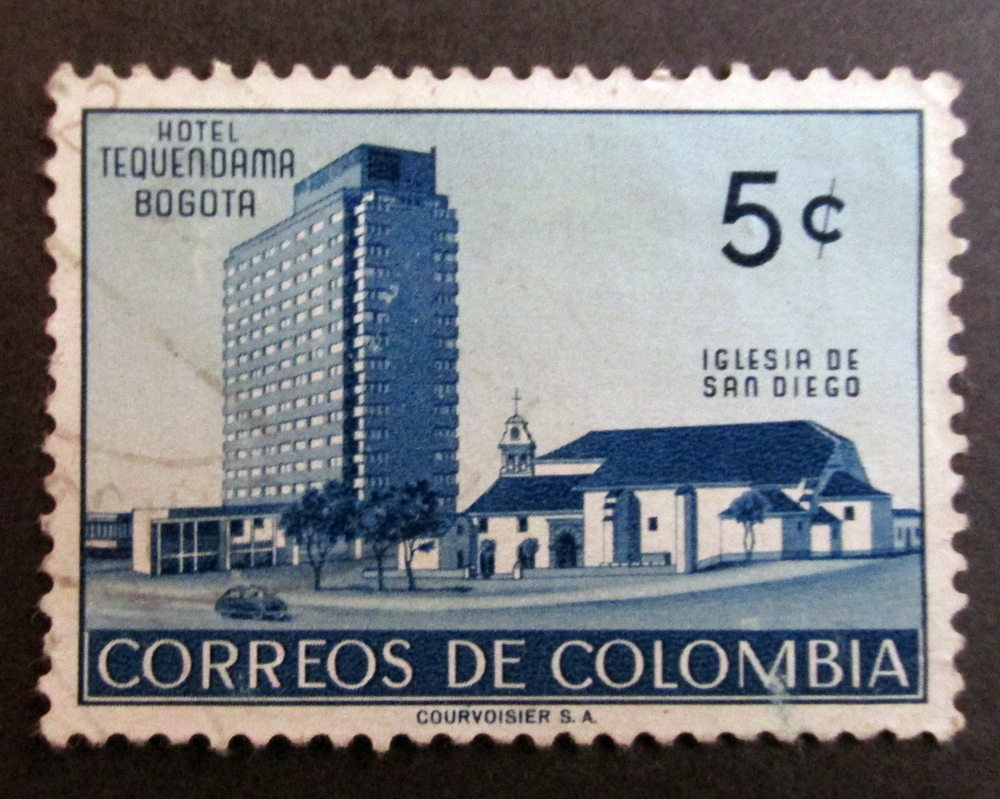 HOTEL
TEQUENDAMA
BOGOTA
5¢
IGLESIA DE
SAN DIEGO
CORREOS DE COLOMBIA
COURVOISIER S. A.